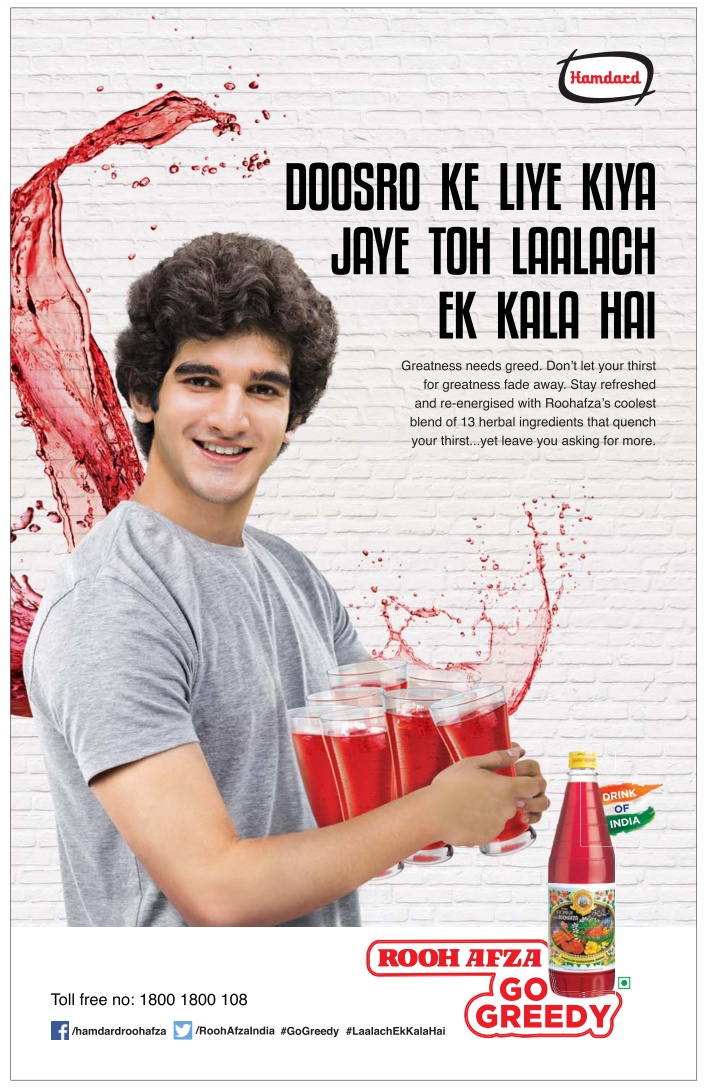 Hamdard
DOOSRO KE LIYE KIYA
JAYE TOH LAALACH
EK KALA HAI
Greatness needs greed. Don't let your thirst
for greatness fade away. Stay refreshed
and re-energised with Roohafza's coolest
blend of 13 herbal ingredients that quench
your thirst...yet leave you asking for more.
DRINK
OF
INDIA
ROOH AFZA
GO
GREEDY
Toll free no: 1800 1800 108
/hamdardroohafza /RoohAfzaIndia #GoGreedy #LaalachEkKalaHai